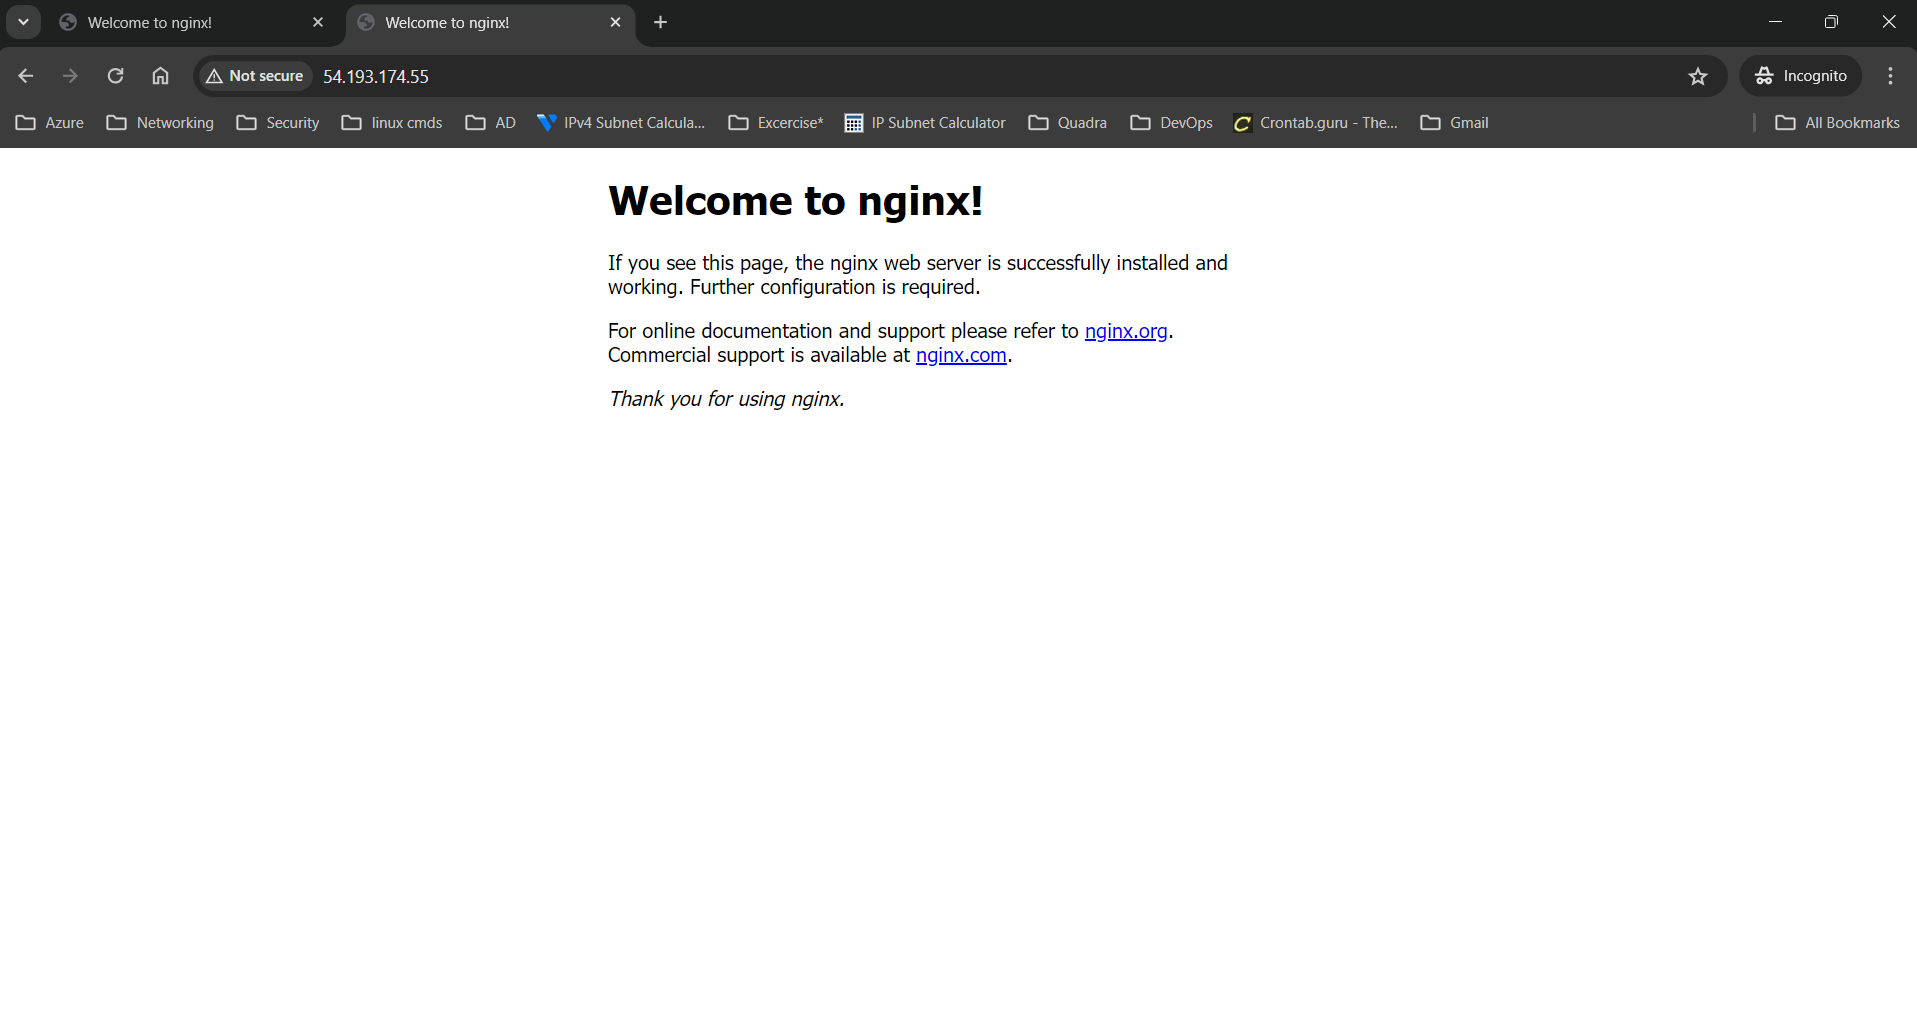 Welcome to nginx!
Welcome to nginx!
Not secure 54.193.174.55 Incognito
Azure Networking Security linux cmds AD IPv4 Subnet Calcula... Excercise* IP Subnet Calculator Quadra DevOps Crontab.guru - The... Gmail All Bookmarks
Welcome to nginx!
If you see this page, the nginx web server is successfully installed and
working. Further configuration is required.
For online documentation and support please refer to nginx.org.
Commercial support is available at nginx.com.
Thank you for using nginx.